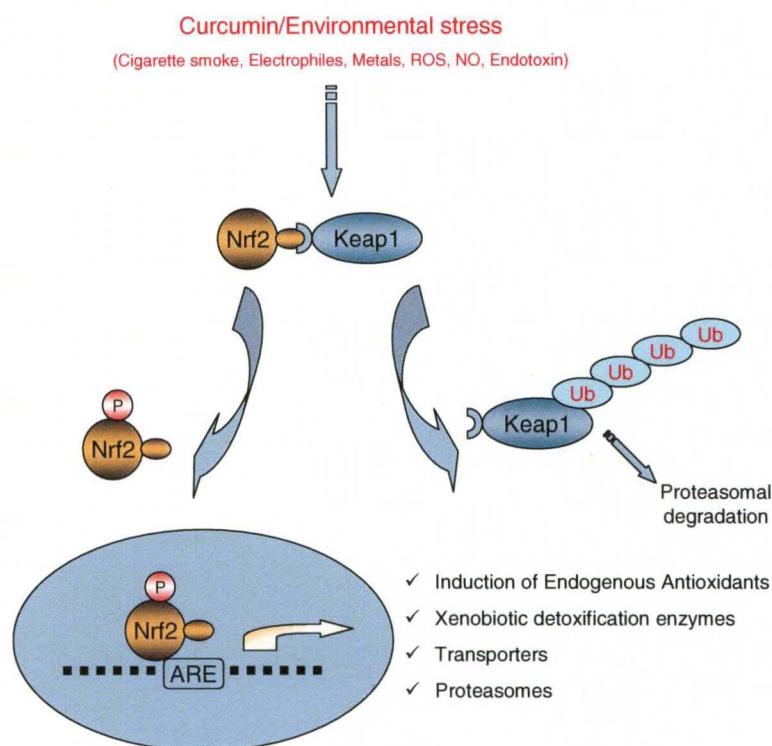 Curcumin/Environmental stress
(Cigarette smoke, Electrophiles, Metals, ROS, NO, Endotoxin)
Nrf2
Keap1
P
Nrf2
Ub
Ub
Ub
Ub
Keap1
Proteasomal
degradation
P
Nrf2
ARE
✓ Induction of Endogenous Antioxidants
✓ Xenobiotic detoxification enzymes
✓ Transporters
✓ Proteasomes